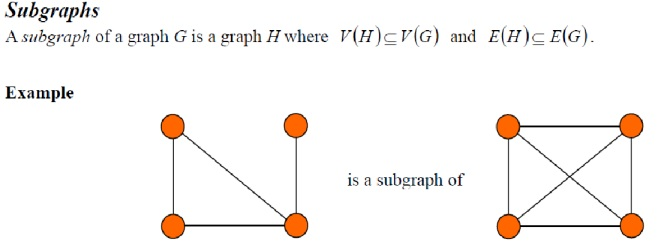 Subgraphs
A subgraph of a graph G is a graph H where V(H)⊆V(G) and E(H)⊆E(G).
Example
is a subgraph of